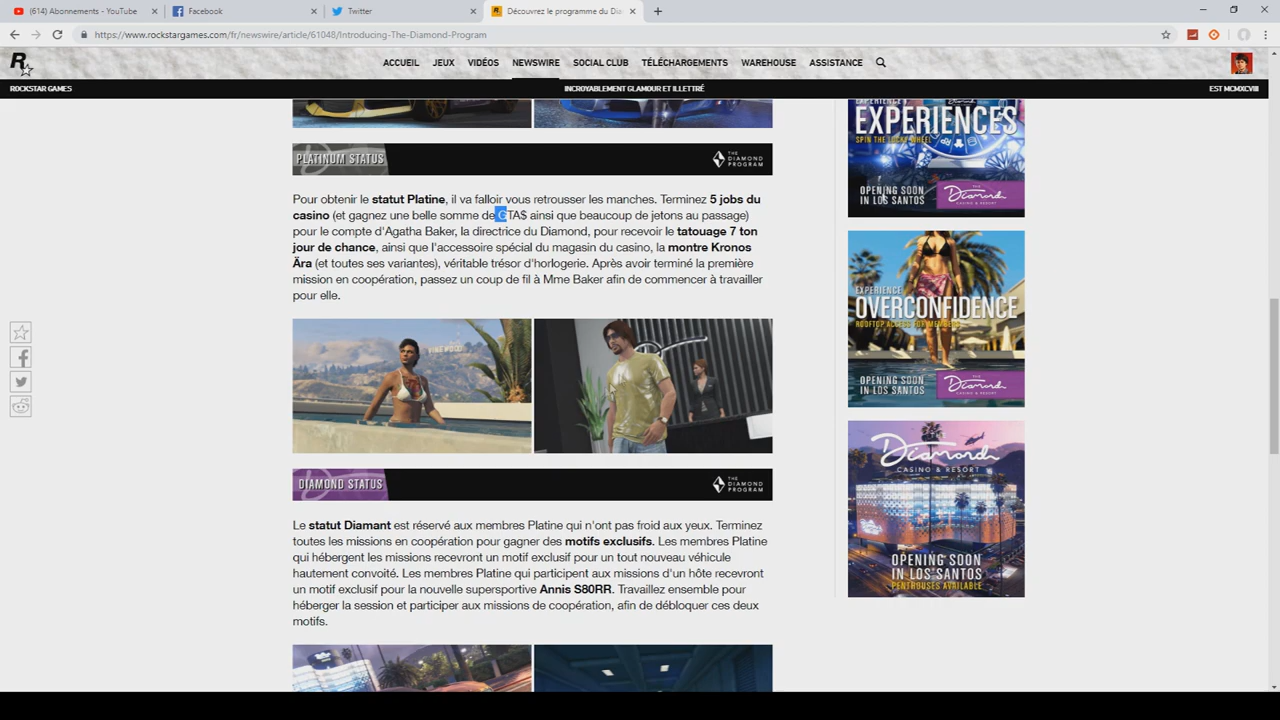 (614) Abonnements - YouTube
Facebook
Twitter
Découvrez le programme du Dia
https://www.rockstargames.com/fr/newswire/article/61048/Introducing-The-Diamond-Program
ACCUEIL JEUX VIDÉOS NEWSWIRE SOCIAL CLUB TÉLÉCHARGEMENTS WAREHOUSE ASSISTANCE
ROCKSTAR GAMES INCROYABLEMENT GLAMOUR ET ILLETTRÉ EST MCMXCVIII
PLATINUM STATUS
THE
DIAMOND
PROGRAM
Pour obtenir le statut Platine, il va falloir vous retrousser les manches. Terminez 5 jobs du
casino (et gagnez une belle somme de GTA$ ainsi que beaucoup de jetons au passage)
pour le compte d'Agatha Baker, la directrice du Diamond, pour recevoir le tatouage 7 ton
jour de chance, ainsi que l'accessoire spécial du magasin du casino, la montre Kronos
Ära (et toutes ses variantes), véritable trésor d'horlogerie. Après avoir terminé la première
mission en coopération, passez un coup de fil à Mme Baker afin de commencer à travailler
pour elle.
VINEWOOD
DIAMOND STATUS
THE
DIAMOND
PROGRAM
Le statut Diamant est réservé aux membres Platine qui n'ont pas froid aux yeux. Terminez
toutes les missions en coopération pour gagner des motifs exclusifs. Les membres Platine
qui hébergent les missions recevront un motif exclusif pour un tout nouveau véhicule
hautement convoité. Les membres Platine qui participent aux missions d'un hôte recevront
un motif exclusif pour la nouvelle supersportive Annis S80RR. Travaillez ensemble pour
héberger la session et participer aux missions de coopération, afin de débloquer ces deux
motifs.
EXPERIENCES
SPIN THE LUCKY WHEEL
OPENING SOON
IN LOS SANTOS
THE
Diamond
CASINO & RESORT
EXPERIENCE
OVERCONFIDENCE
ROOFTOP ACCESS FOR MEMBERS
OPENING SOON
IN LOS SANTOS
THE
Diamond
CASINO & RESORT
THE
Diamond
CASINO & RESORT
OPENING SOON
IN LOS SANTOS
PENTHOUSES AVAILABLE